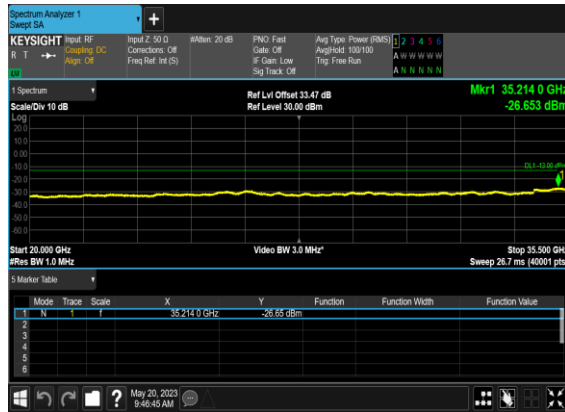 Spectrum Analyzer 1
Swept SA
+
KEYSIGHT Input: RF Input Z: 50 Ω #Atten: 20 dB PNO: Fast Avg Type: Power (RMS) 1 2 3 4 5 6
R T Coupling: DC Corrections: Off Gate: Off Avg|Hold: 100/100 A W W W W W
Align: Off Freq Ref: Int (S) IF Gain: Low Trig: Free Run
Sig Track: Off A N N N N N
LW
1 Spectrum Ref Lvl Offset 33.47 dB Mkr1 35.214 0 GHz
Scale/Div 10 dB Ref Level 30.00 dBm -26.653 dBm
Log
20.0
10.0
0.00
-10.0 DL1 -13.00 dBm
-20.0 1
-30.0
-40.0
-50.0
-60.0
Start 20.000 GHz Video BW 3.0 MHz* Stop 35.500 GHz
#Res BW 1.0 MHz Sweep 26.7 ms (40001 pts)
5 Marker Table
Mode Trace Scale X Y Function Function Width Function Value
1 N 1 f 35.214 0 GHz -26.65 dBm
2
3
4
5
6
May 20, 2023
9:46:45 AM
?